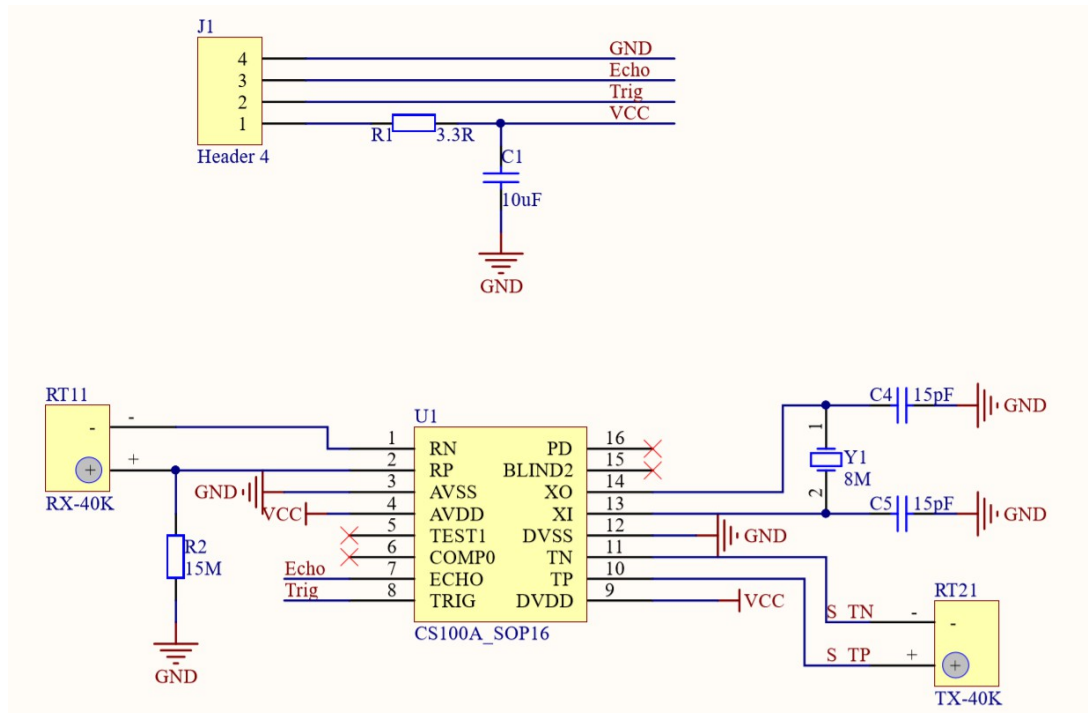 J1
4 GND
3 Echo
2 Trig
1 VCC
R1 3.3R
Header 4
C1
10uF
GND
RT11
-
-
+
+
RX-40K
R2
15M
GND
U1
1 RN PD 16
2 RP BLIND2 15
3 AVSS XO 14
4 AVDD XI 13
5 TEST1 DVSS 12
6 COMP0 TN 11
7 ECHO TP 10
8 TRIG DVDD 9
CS100A_SOP16
GND
VCC
Echo
Trig
C4 15pF GND
1
Y1
8M
2
C5 15pF GND
GND
VCC
RT21
S TN - -
S TP + +
TX-40K